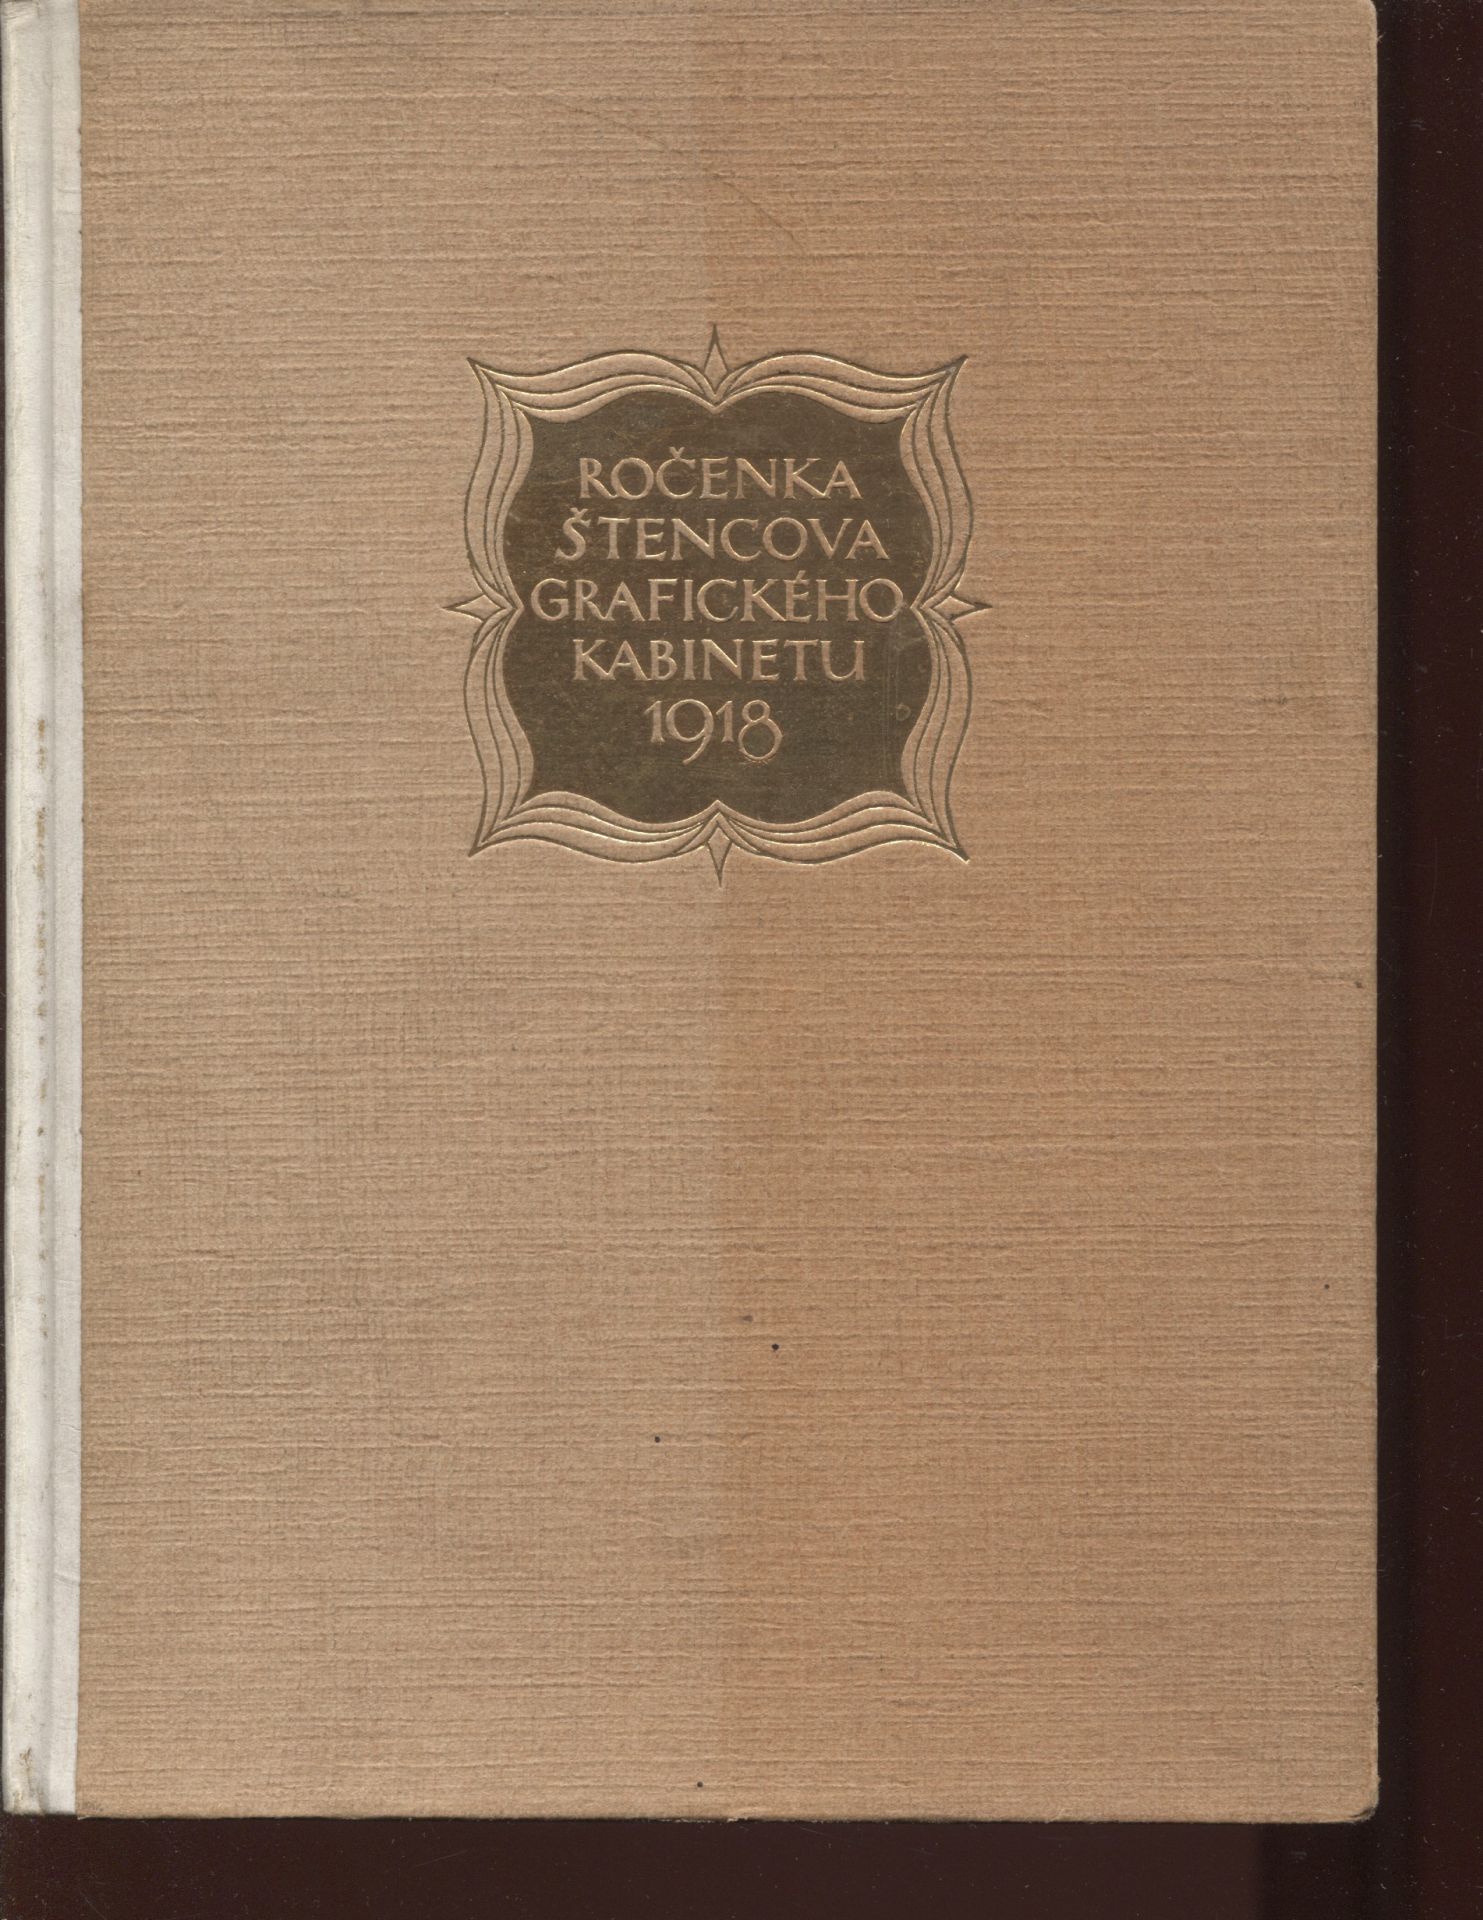 ROČENKA
ŠTENCOVA
GRAFICKÉHO
KABINETU
1918